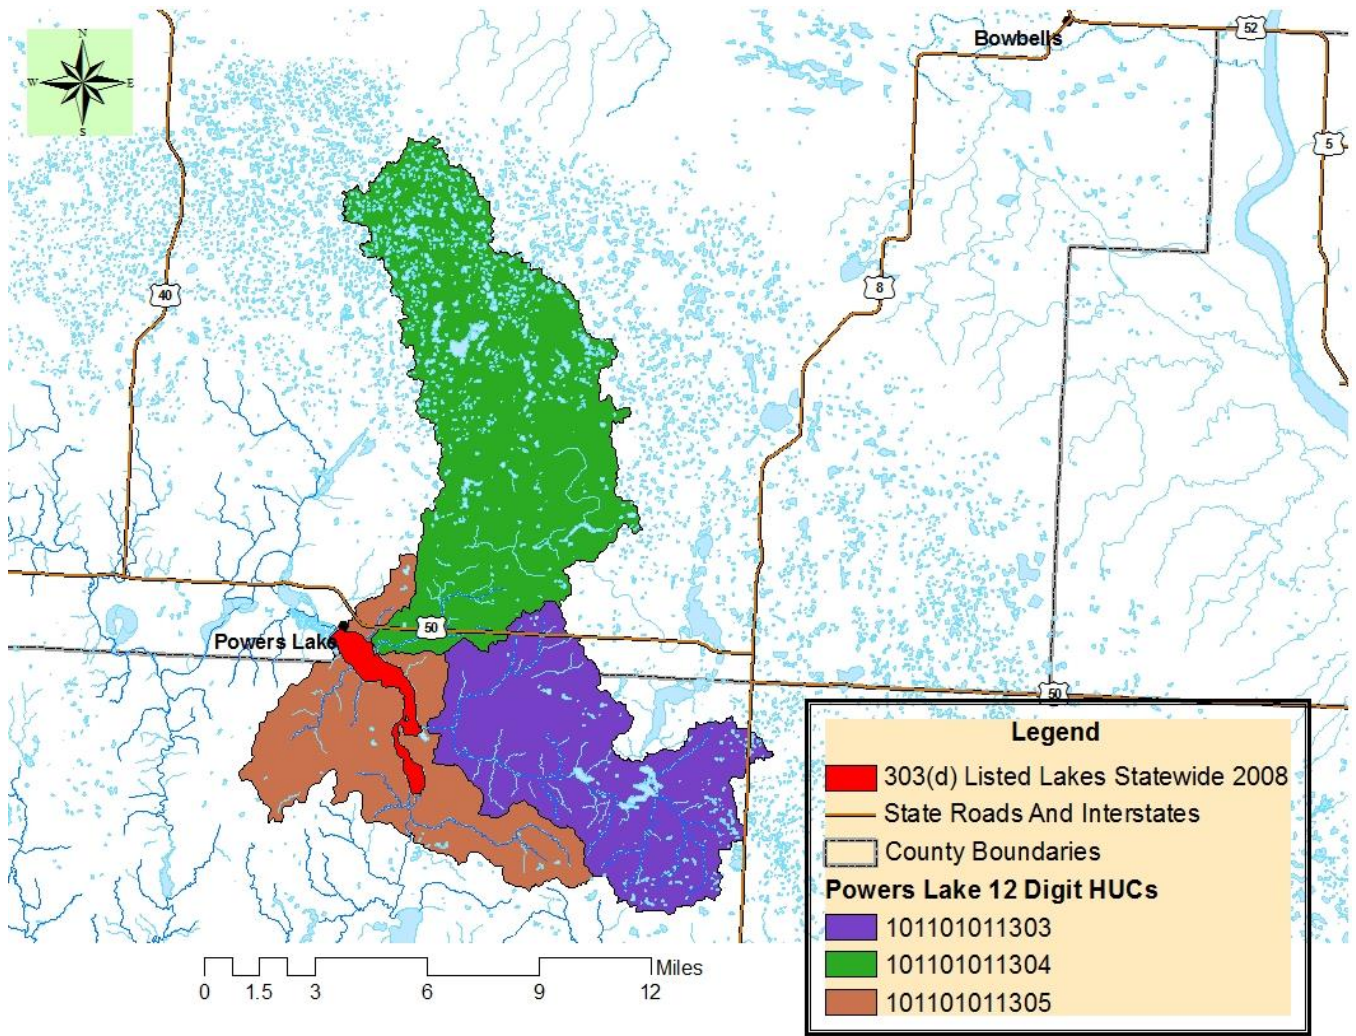 N
W E
S
Bowbells
52
5
40
8
50
Powers Lake
50
Legend
303(d) Listed Lakes Statewide 2008
State Roads And Interstates
County Boundaries
Powers Lake 12 Digit HUCs
101101011303
101101011304
101101011305
Miles
0 1.5 3 6 9 12